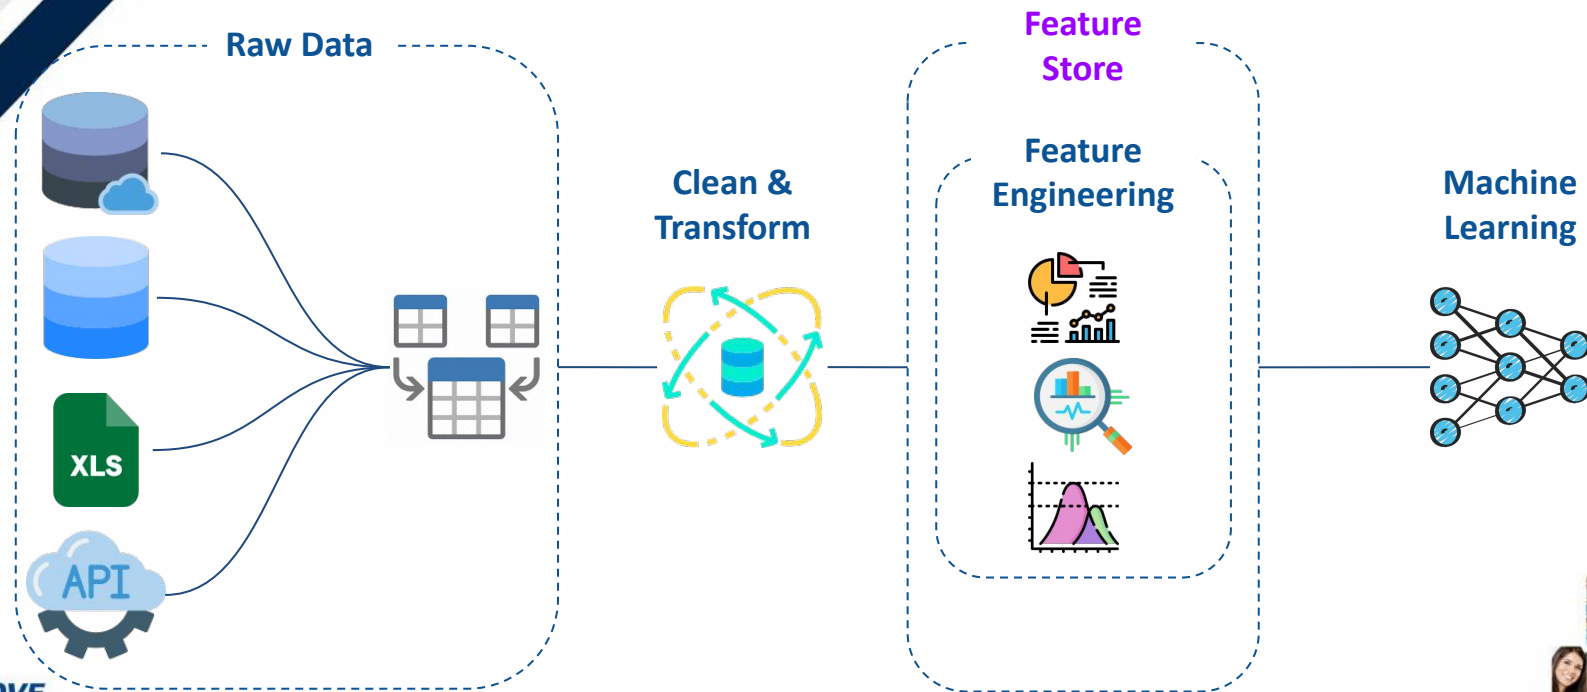 Raw Data
Feature
Store
Feature
Engineering
Clean &
Transform
Machine
Learning
XLS
API